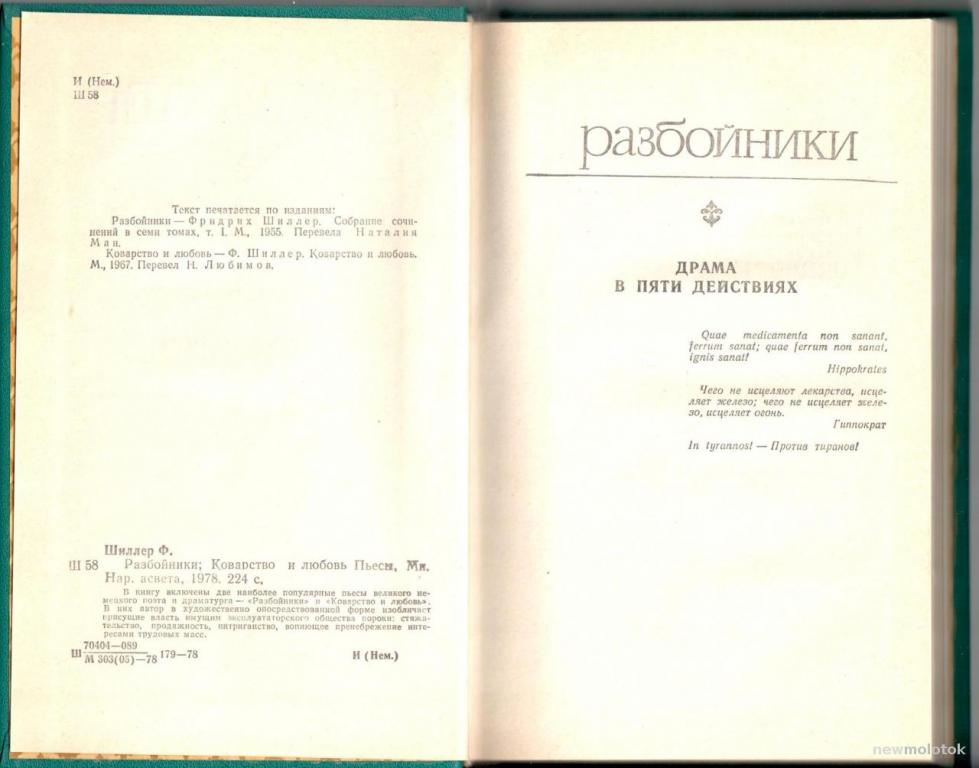 И (Нем.)
Ш 58
Текст печатается по изданиям:
Разбойники — Фридрих Шиллер. Собрание сочи-
нений в семи томах, т. I. М., 1955. Перевела Наталия
Ман.
Коварство и любовь — Ф. Шиллер. Коварство и любовь.
М., 1967. Перевел Н. Любимов.
Шиллер Ф.
Ш 58 Разбойники; Коварство и любовь Пьесы, Мн.
Нар. асвета, 1978. 224 с.
В книгу включены две наиболее популярные пьесы великого не-
мецкого поэта и драматурга — «Разбойники» и «Коварство и любовь».
В них автор в художественно опосредствованной форме изобличает
присущие власть имущим эксплуататорского общества пороки: стяжа-
тельство, продажность, интриганство, вопиющее пренебрежение инте-
ресами трудовых масс.
70404—089
Ш М 303(05)—78 179—78 И (Нем.)
разбойники
ДРАМА
В ПЯТИ ДЕЙСТВИЯХ
Quae medicamenta non sanant,
ferrum sanat; quae ferrum non sanat,
ignis sanat!
Hippokrates
Чего не исцеляют лекарства, исце-
ляет железо; чего не исцеляет желе-
зо, исцеляет огонь.
Гиппократ
In tyrannos! — Против тиранов!
newmolotok